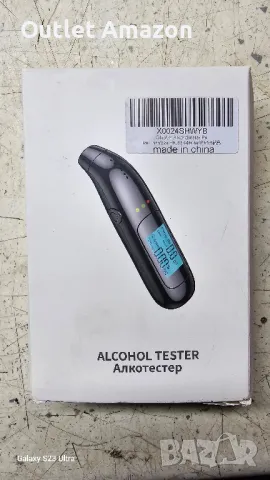 Outlet Amazon
X0024SHWYB
made in china
ALCOHOL TESTER
Алкотестер
Galaxy S23 Ultra
bazar